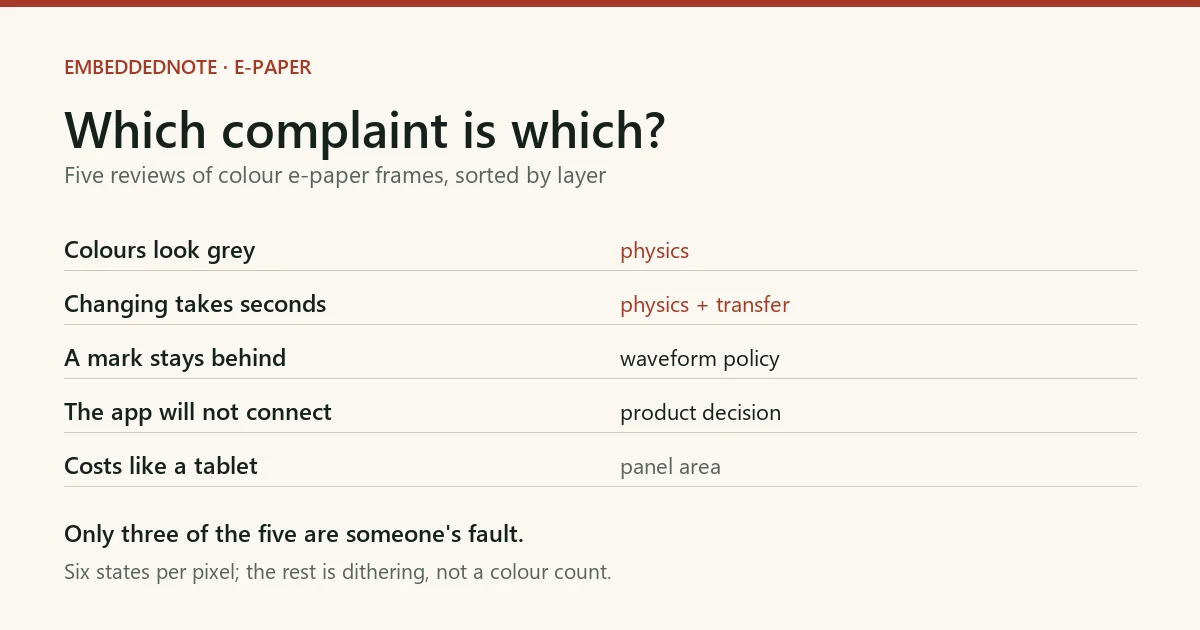 EMBEDDEDNOTE · E-PAPER
Which complaint is which?
Five reviews of colour e-paper frames, sorted by layer
Colours look grey physics
Changing takes seconds physics + transfer
A mark stays behind waveform policy
The app will not connect product decision
Costs like a tablet panel area
Only three of the five are someone's fault.
Six states per pixel; the rest is dithering, not a colour count.